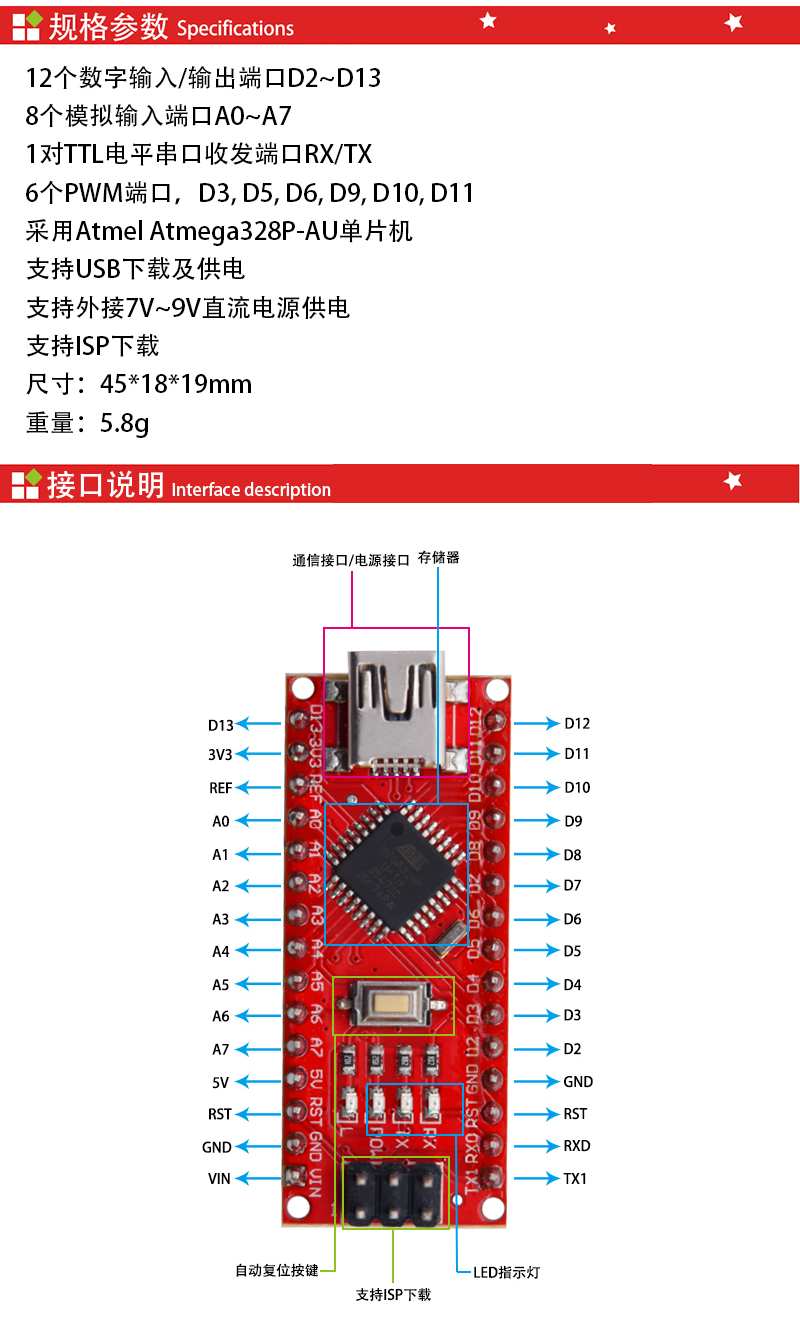 规格参数 Specifications
12个数字输入/输出端口D2~D13
8个模拟输入端口A0~A7
1对TTL电平串口收发端口RX/TX
6个PWM端口，D3, D5, D6, D9, D10, D11
采用Atmel Atmega328P-AU单片机
支持USB下载及供电
支持外接7V~9V直流电源供电
支持ISP下载
尺寸：45*18*19mm
重量：5.8g
接口说明 Interface description
通信接口/电源接口 存储器
D13 D13 D12 D12
3V3 3V3 D11 D11
REF REF D10 D10
A0 A0 D9 D9
A1 A1 D8 D8
A2 A2 D7
A3 A3 D6 D6
A4 A4 D5 D5
A5 A5 D4 D4
A6 A6 D3 D3
A7 A7 D2 D2
5V 5V GND GND
RST RST RST RST
GND GND L POW RX RX0 RXD
VIN VIN TX1 TX1
自动复位按键 LED指示灯
支持ISP下载